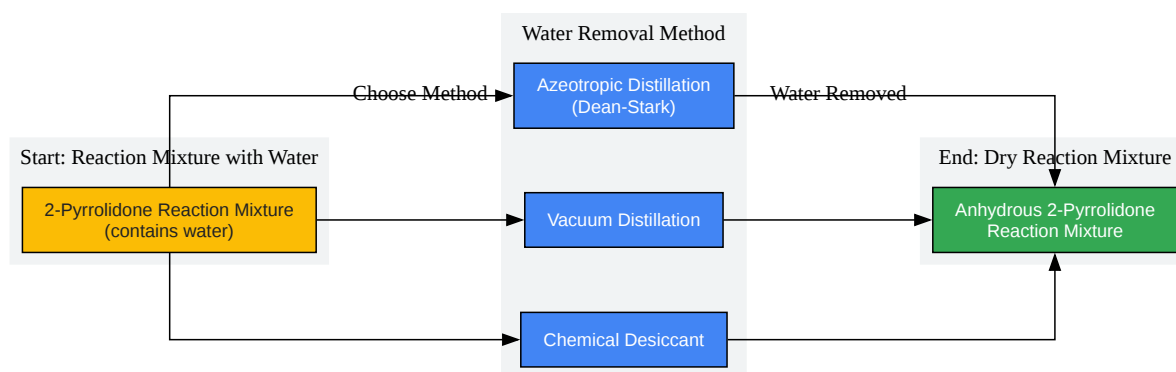 Water Removal Method
Azeotropic Distillation
(Dean-Stark)
Choose Method
Water Removed
Start: Reaction Mixture with Water
End: Dry Reaction Mixture
2-Pyrrolidone Reaction Mixture
(contains water)
Vacuum Distillation
Anhydrous 2-Pyrrolidone
Reaction Mixture
Chemical Desiccant